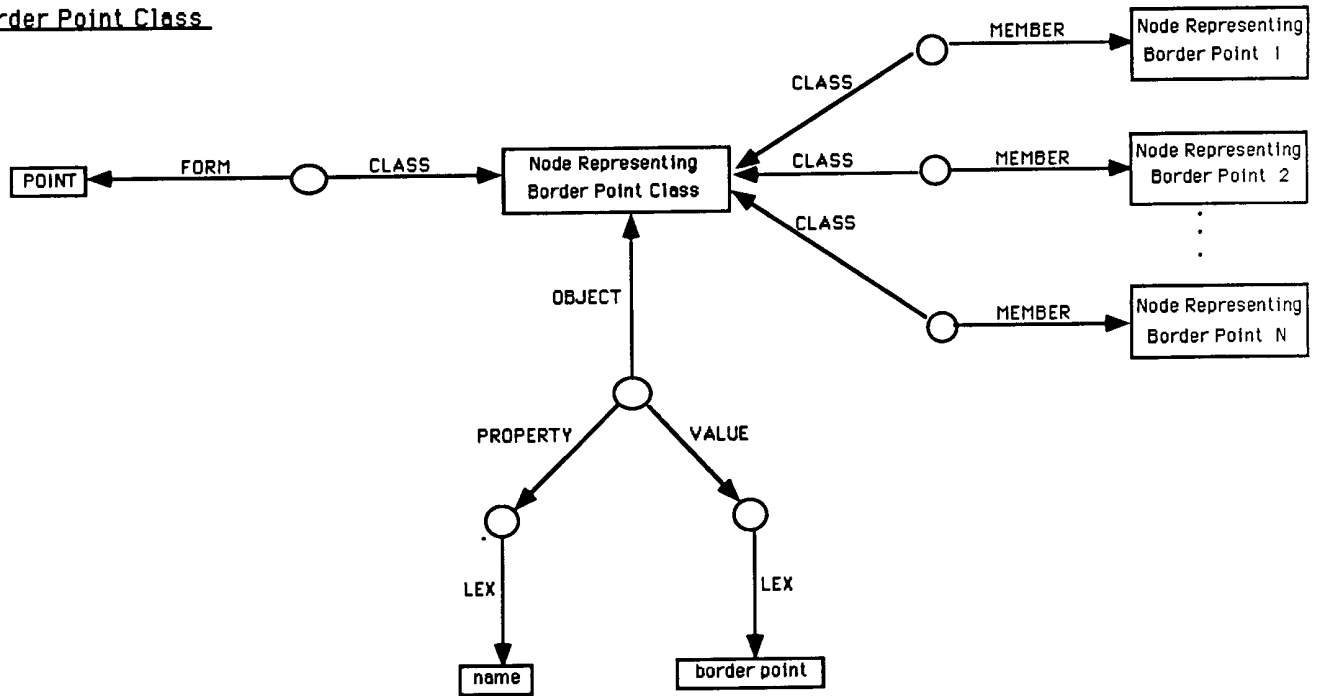 rder Point Class
MEMBER
Node Representing
Border Point 1
CLASS
POINT
FORM
CLASS
Node Representing
Border Point Class
CLASS
MEMBER
Node Representing
Border Point 2
CLASS
OBJECT
MEMBER
Node Representing
Border Point N
PROPERTY
VALUE
LEX
LEX
name
border point